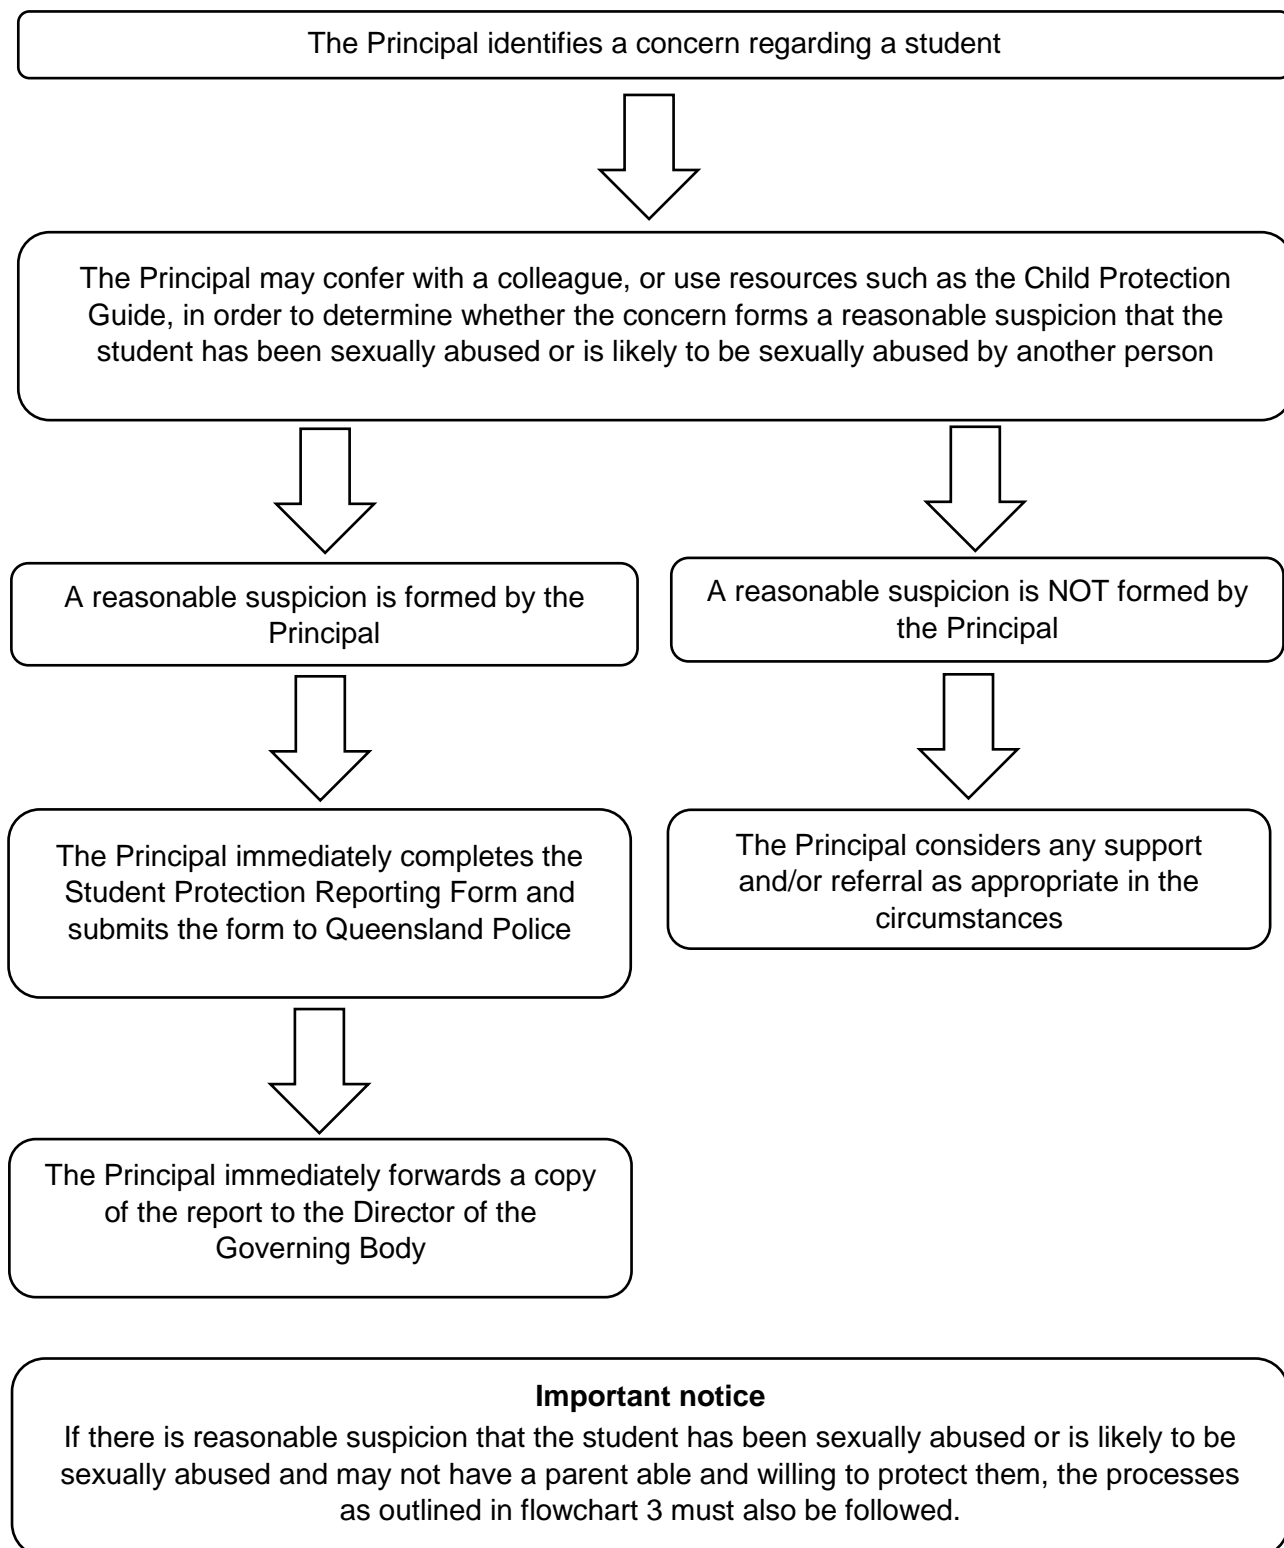 The Principal identifies a concern regarding a student
The Principal may confer with a colleague, or use resources such as the Child Protection
Guide, in order to determine whether the concern forms a reasonable suspicion that the
student has been sexually abused or is likely to be sexually abused by another person
A reasonable suspicion is formed by the
Principal
A reasonable suspicion is NOT formed by
the Principal
The Principal immediately completes the
Student Protection Reporting Form and
submits the form to Queensland Police
The Principal considers any support
and/or referral as appropriate in the
circumstances
The Principal immediately forwards a copy
of the report to the Director of the
Governing Body
Important notice
If there is reasonable suspicion that the student has been sexually abused or is likely to be
sexually abused and may not have a parent able and willing to protect them, the processes
as outlined in flowchart 3 must also be followed.